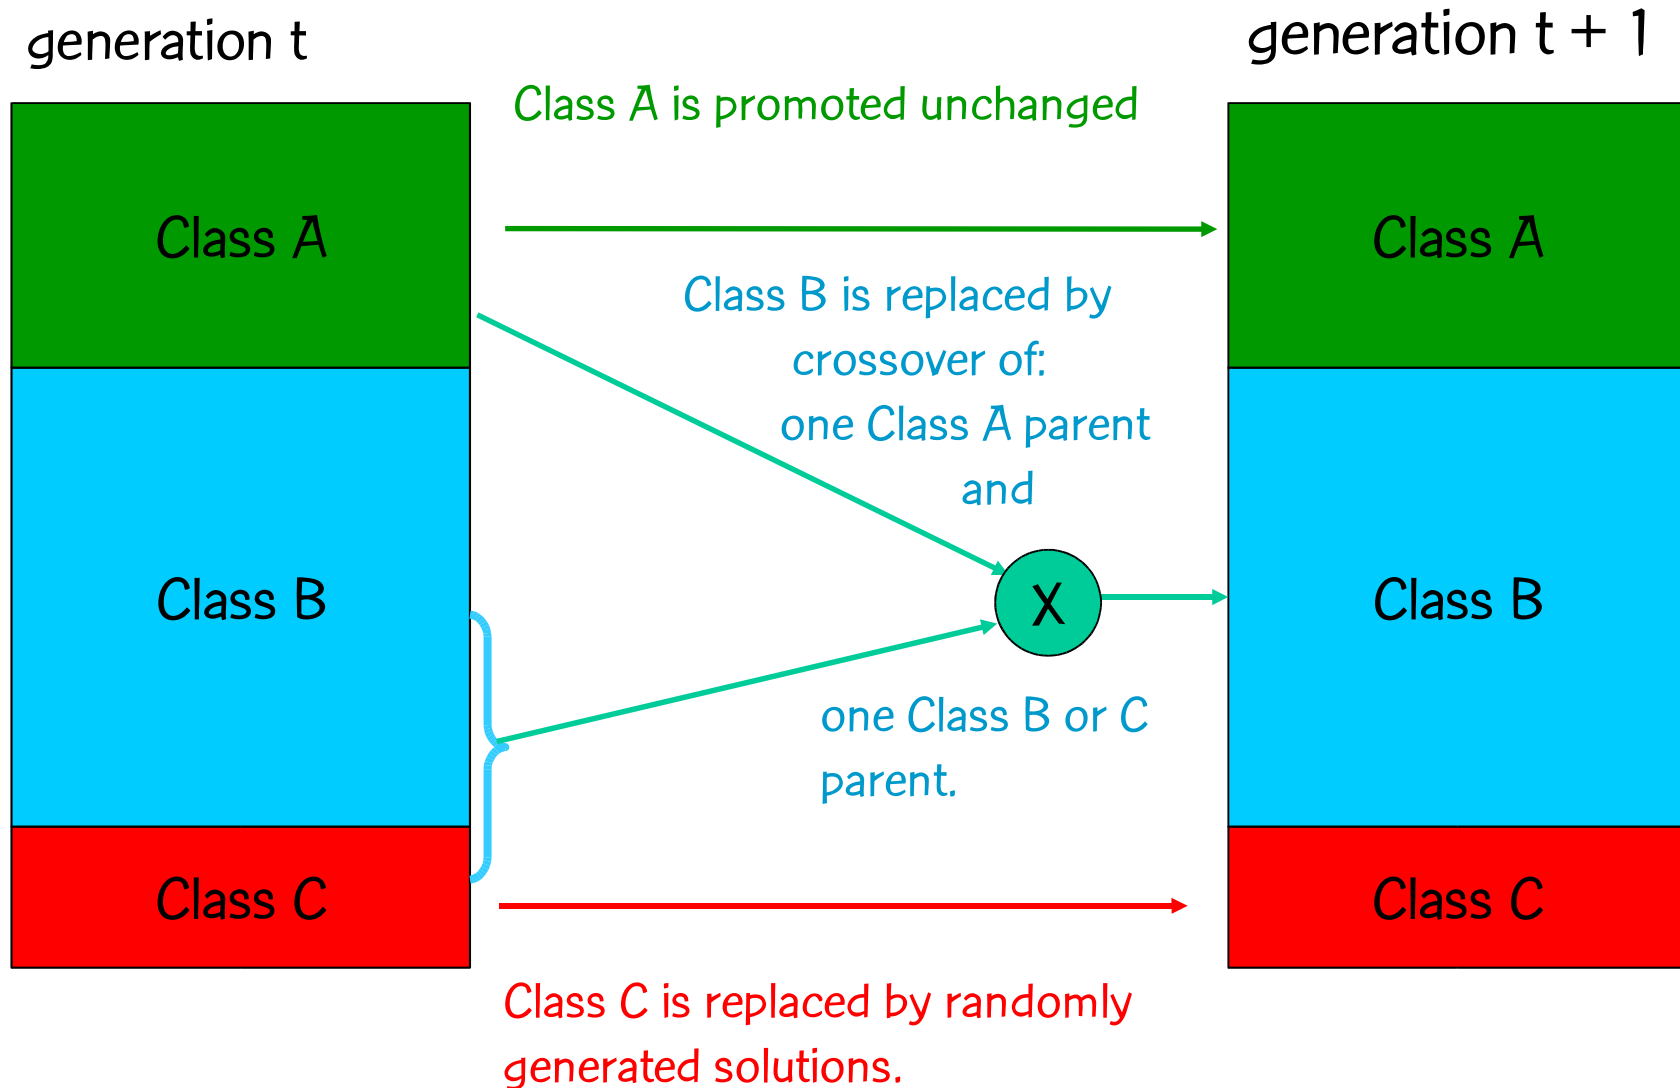 generation t
generation t + 1
Class A is promoted unchanged
Class A
Class A
Class B is replaced by
crossover of:
one Class A parent
and
Class B
X
Class B
one Class B or C
parent.
Class C
Class C
Class C is replaced by randomly
generated solutions.